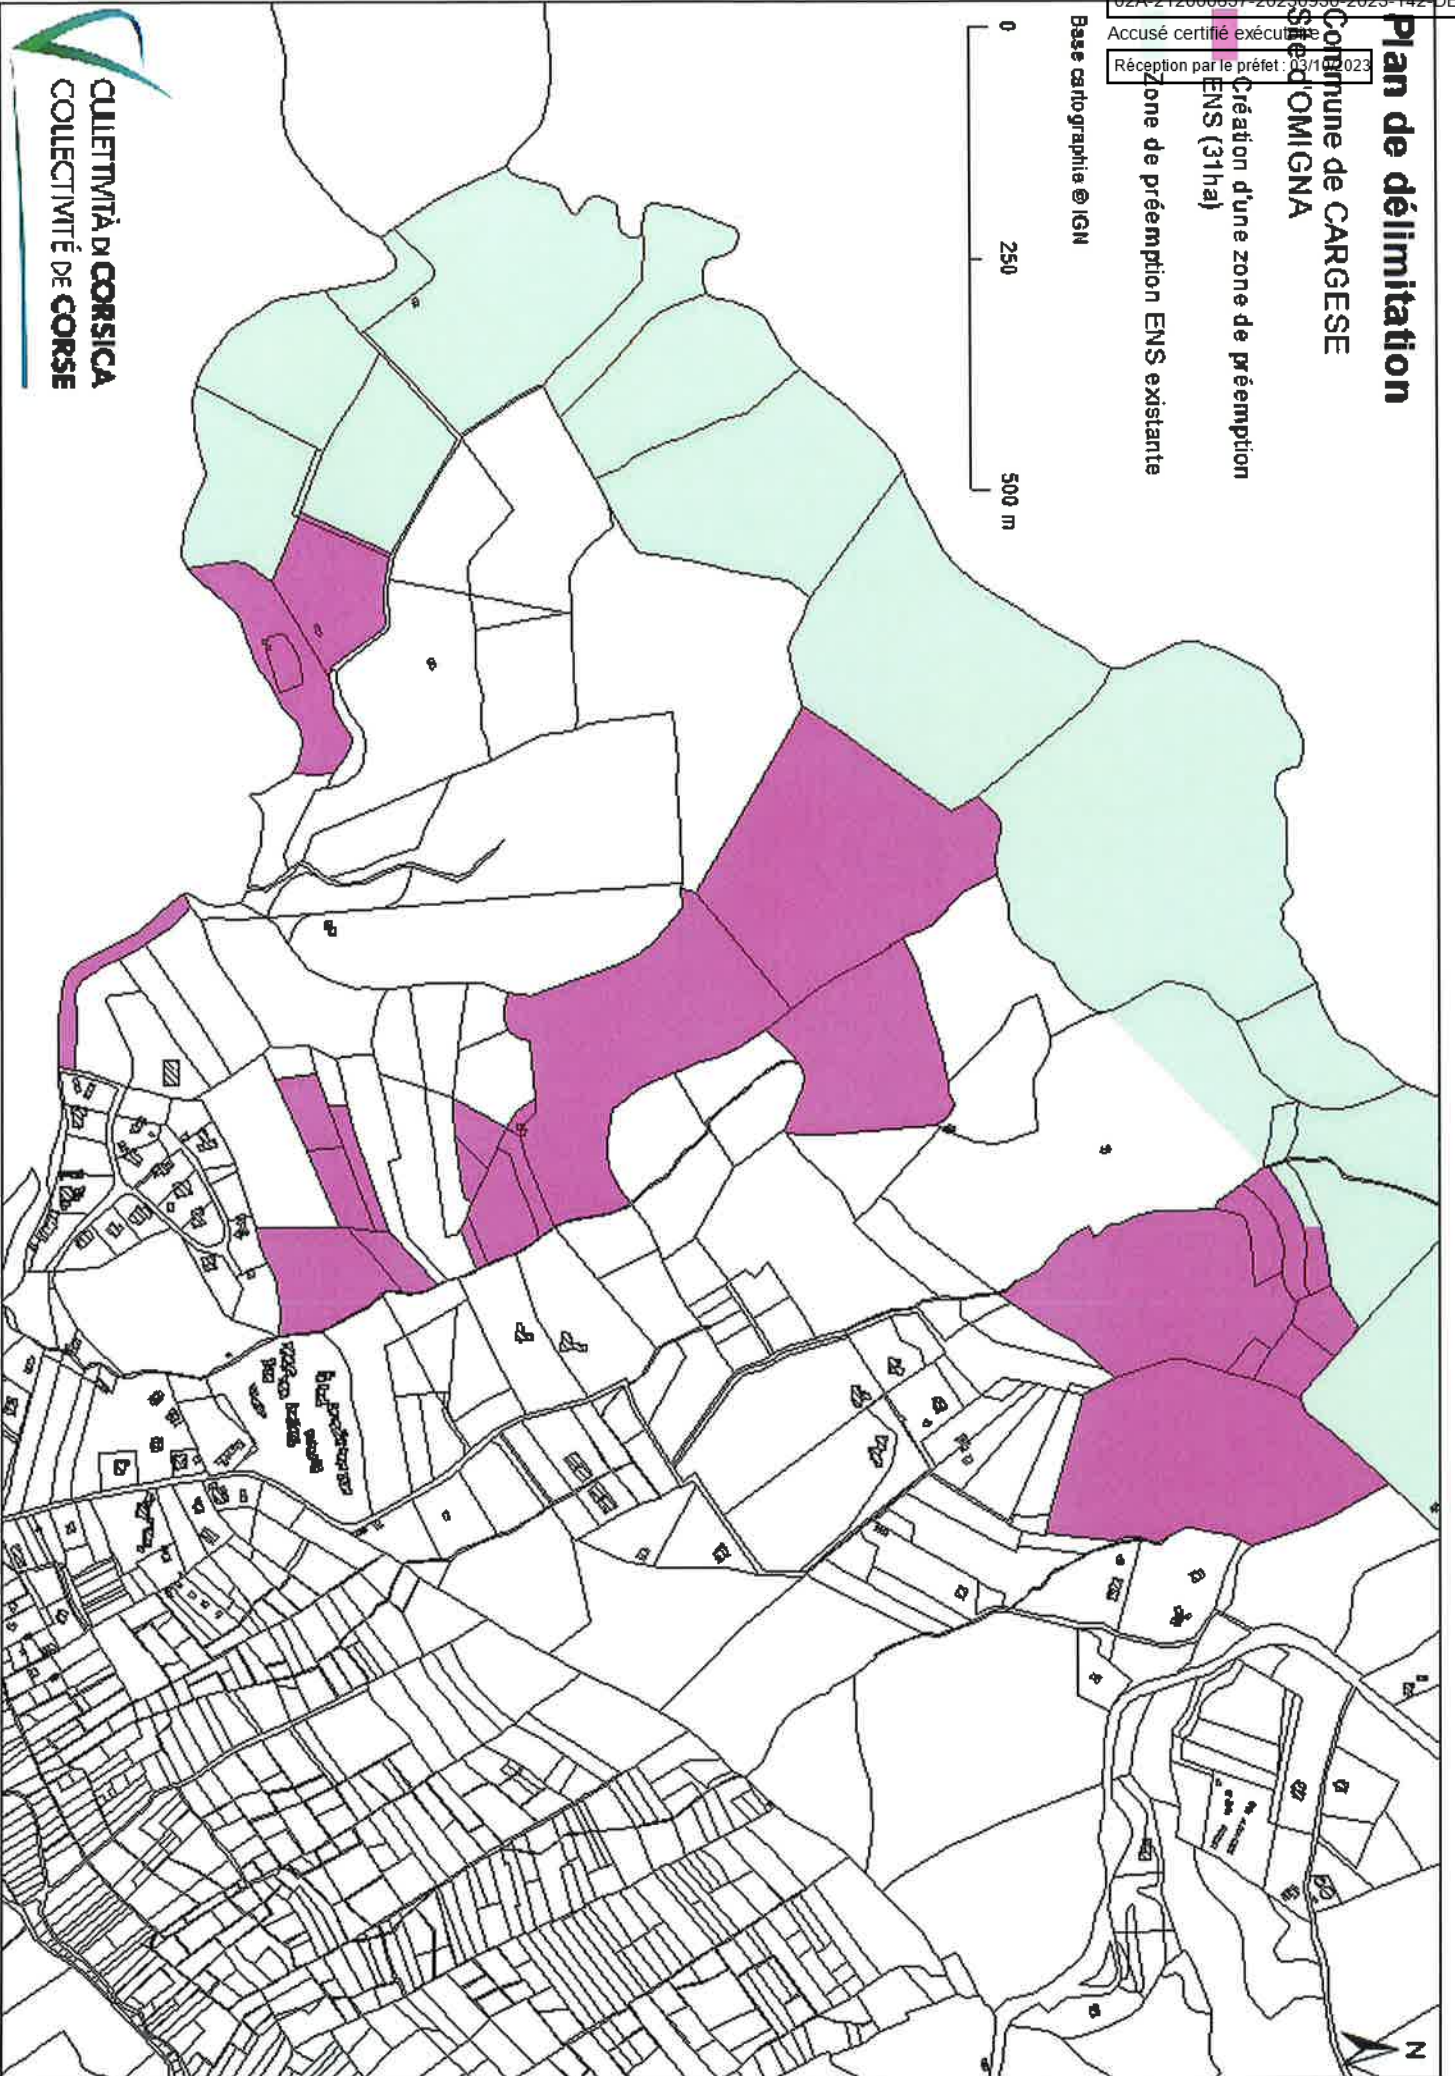 Accusé certifié exécutoire
Réception par le préfet : 03/10/2023
Plan de délimitation
Commune de CARGESE
Site d'OMIGNA
Création d'une zone de préemption
ENS (31ha)
Zone de préemption ENS existante
Base cartographie © IGN
0 250 500 m
N
CULLETTIVITÀ DI CORSICA
COLLECTIVITÉ DE CORSE